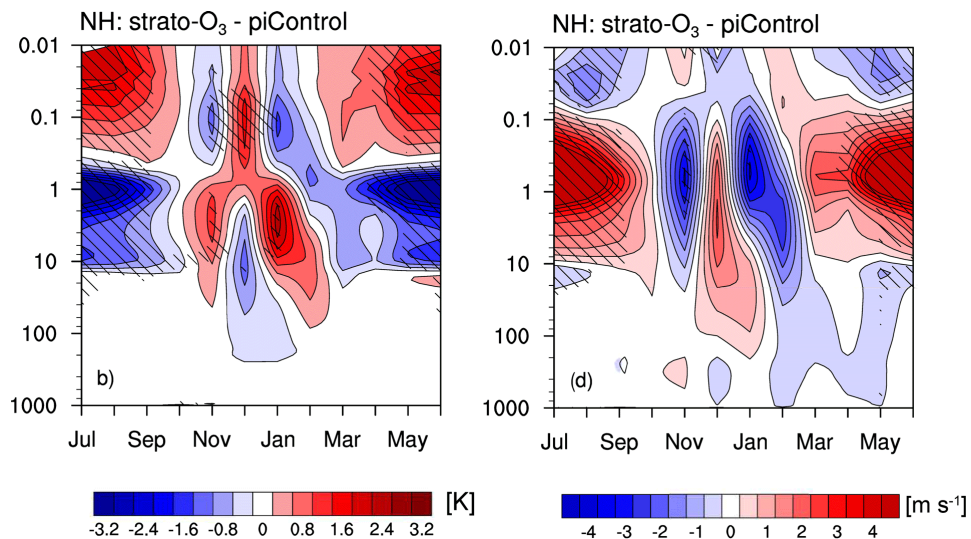 NH: strato-O₃ - piControl
0.01
0.1
1
10
100
1000
b)
Jul Sep Nov Jan Mar May
-3.2 -2.4 -1.6 -0.8 0 0.8 1.6 2.4 3.2 [K]
NH: strato-O₃ - piControl
0.01
0.1
1
10
100
1000
(d)
Jul Sep Nov Jan Mar May
-4 -3 -2 -1 0 1 2 3 4 [m s⁻¹]